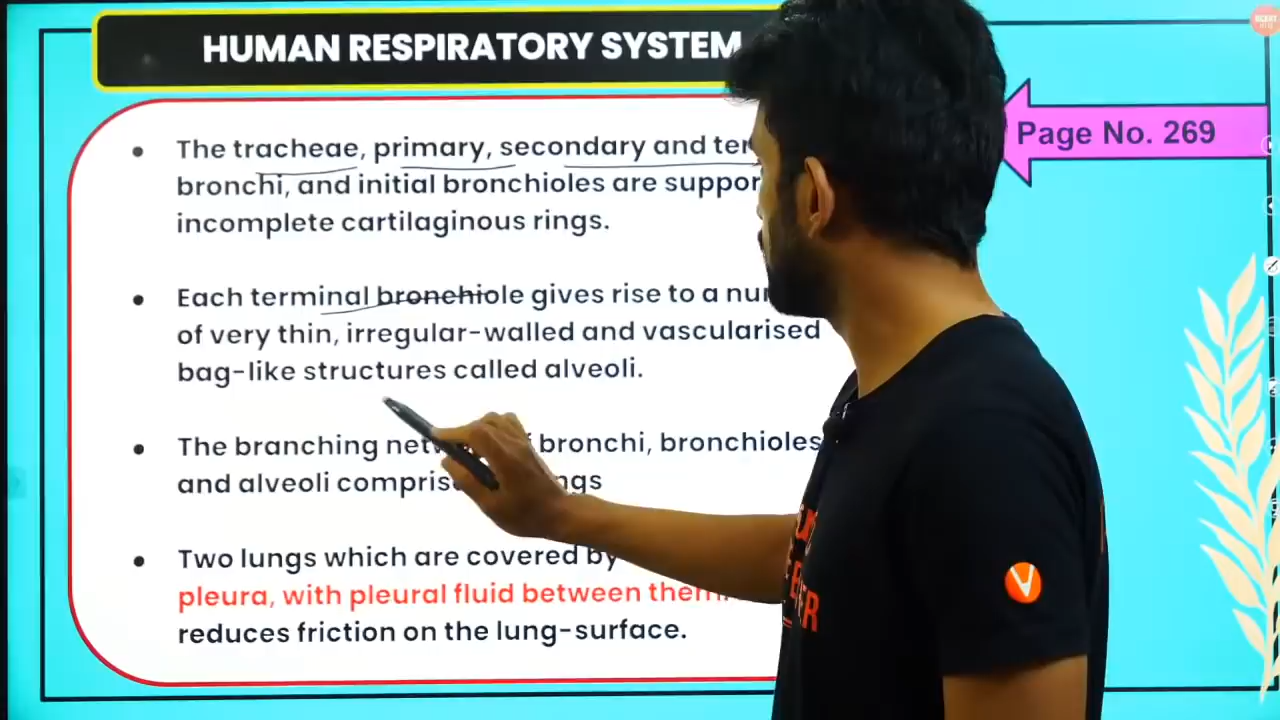 HUMAN RESPIRATORY SYSTEM
Page No. 269
• The tracheae, primary, secondary and
bronchi, and initial bronchioles are
incomplete cartilaginous rings.
• Each terminal bronchiole gives rise to a
of very thin, irregular-walled and vascularised
bag-like structures called alveoli.
• The branching bronchi, bronchioles
and alveoli
• Two lungs which are covered by
pleura, with pleural fluid between them.
reduces friction on the lung-surface.